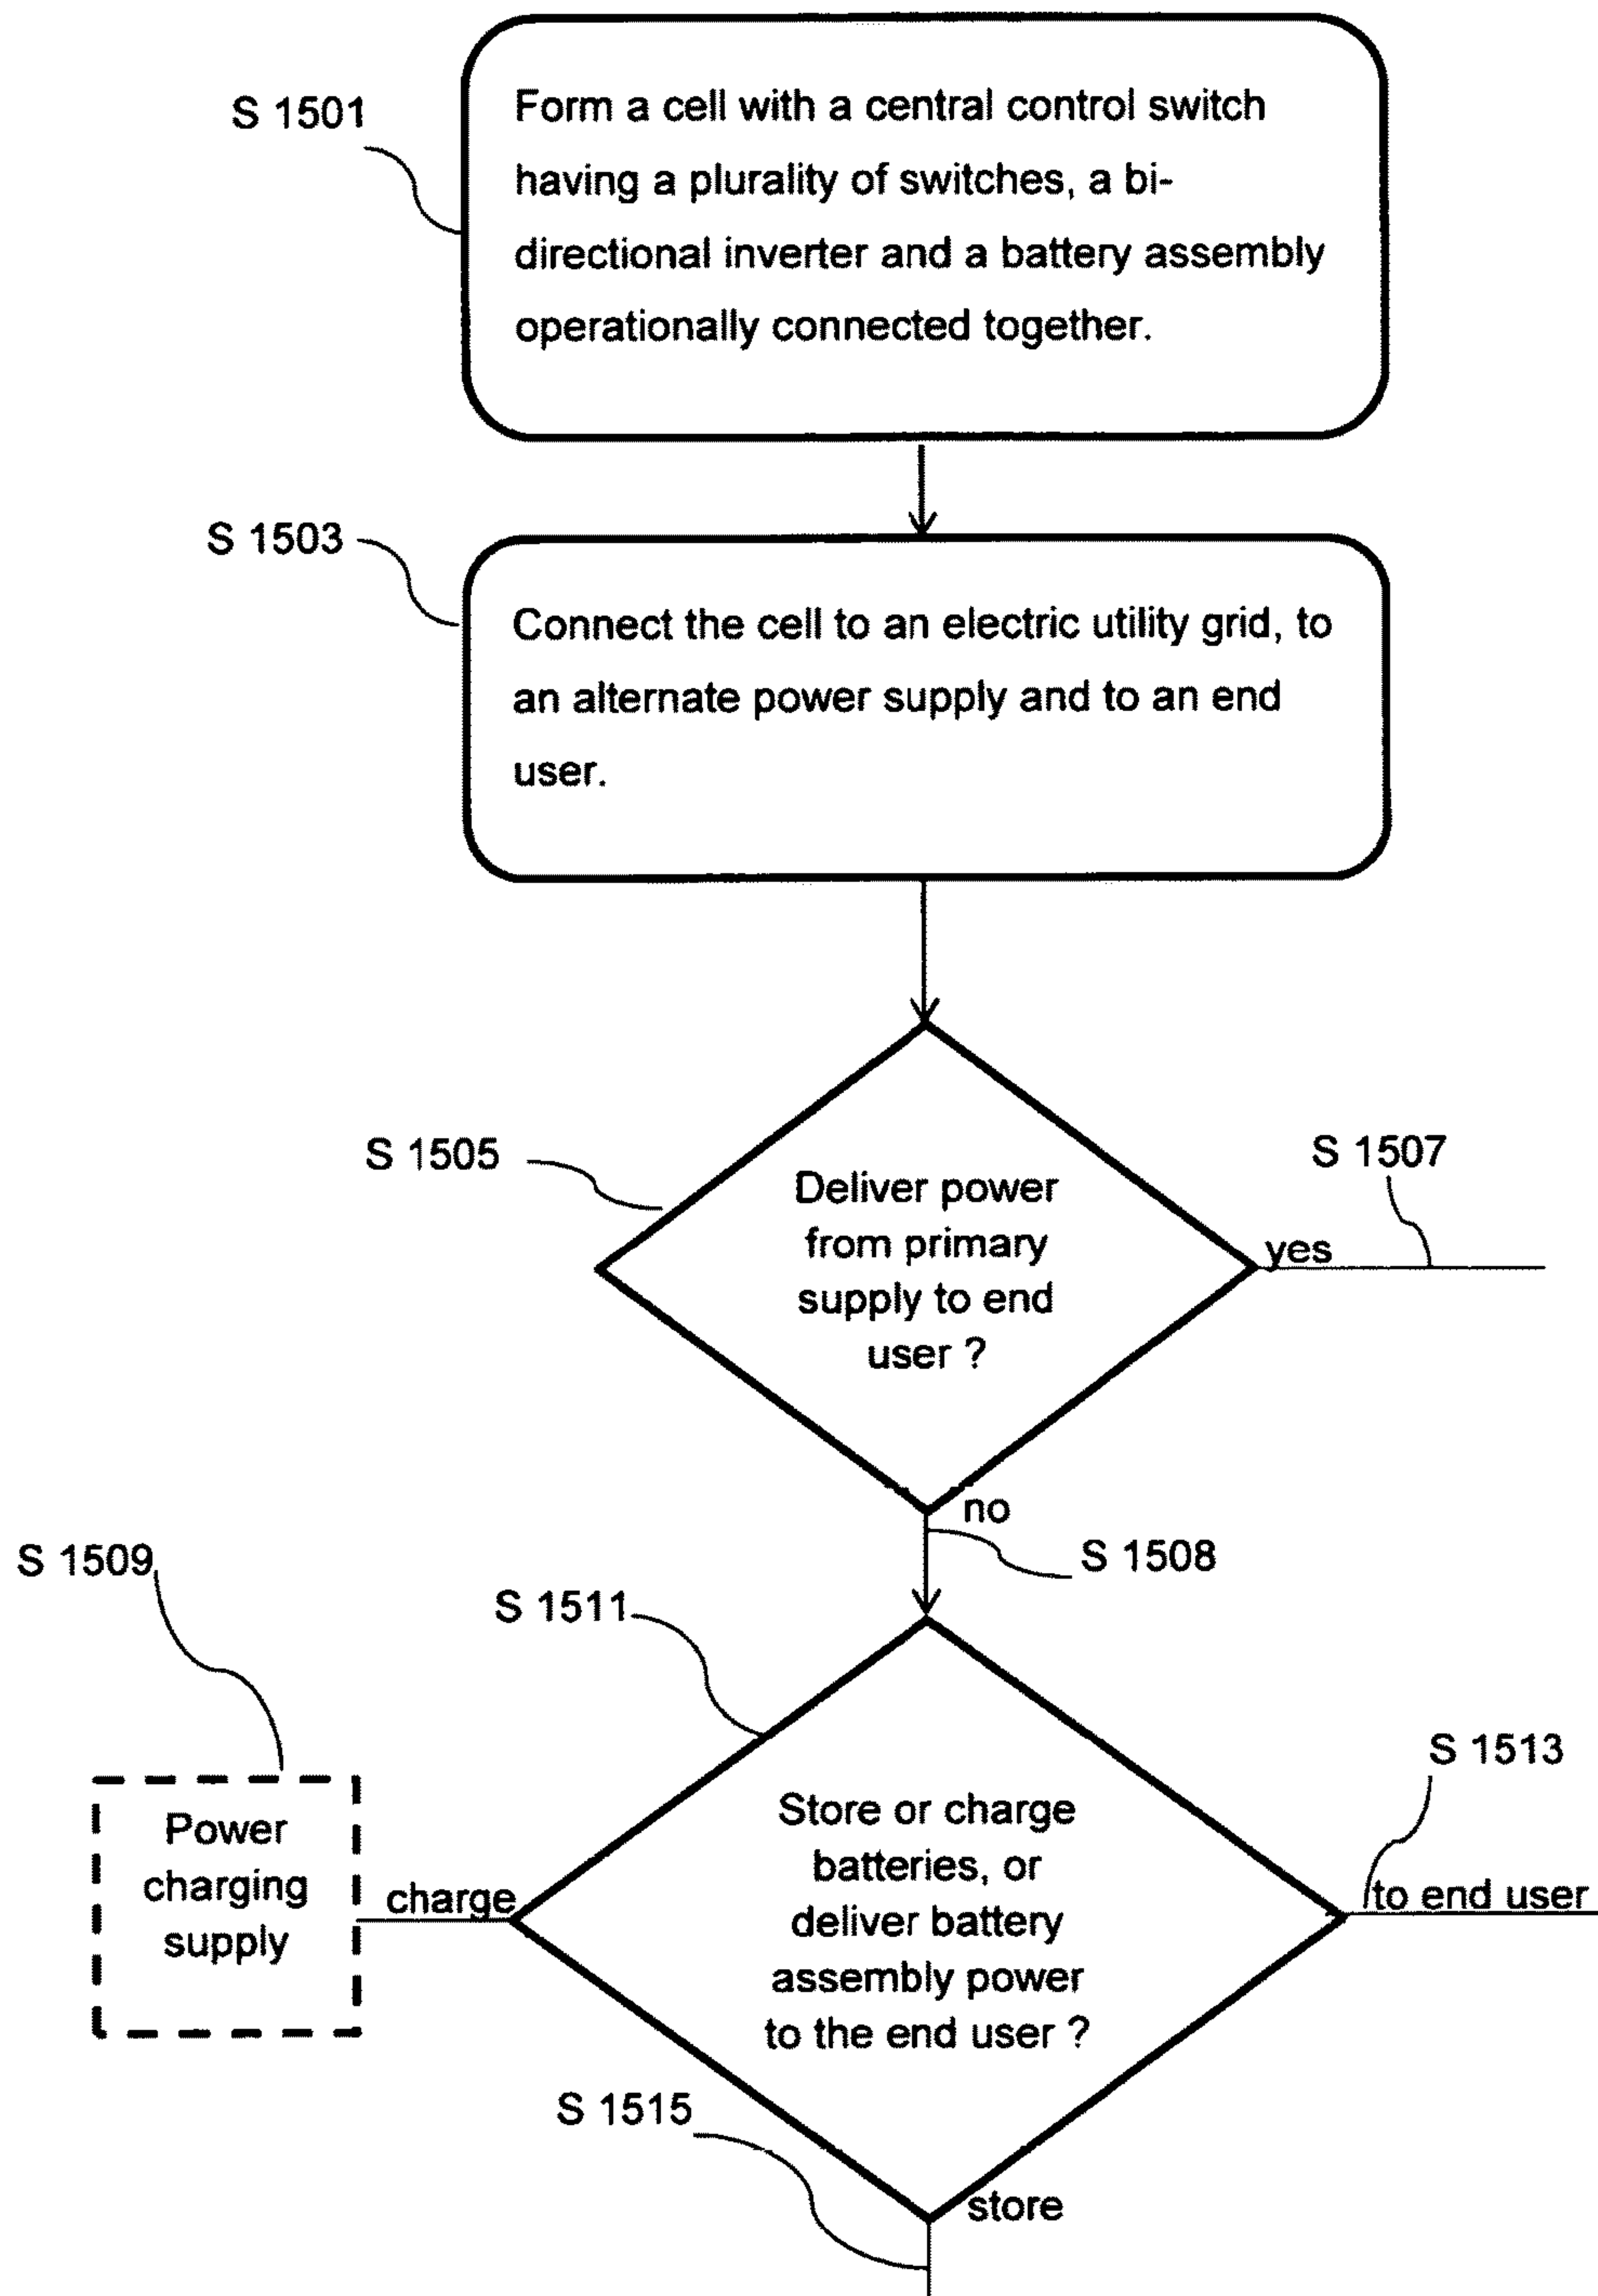 S 1501
Form a cell with a central control switch
having a plurality of switches, a bi-
directional inverter and a battery assembly
operationally connected together.
S 1503
Connect the cell to an electric utility grid, to
an alternate power supply and to an end
user.
S 1505
Deliver power
from primary
supply to end
user ?
S 1507
yes
no
S 1508
S 1509
S 1511
Power
charging
supply
charge
Store or charge
batteries, or
deliver battery
assembly power
to the end user ?
S 1513
to end user
S 1515
store